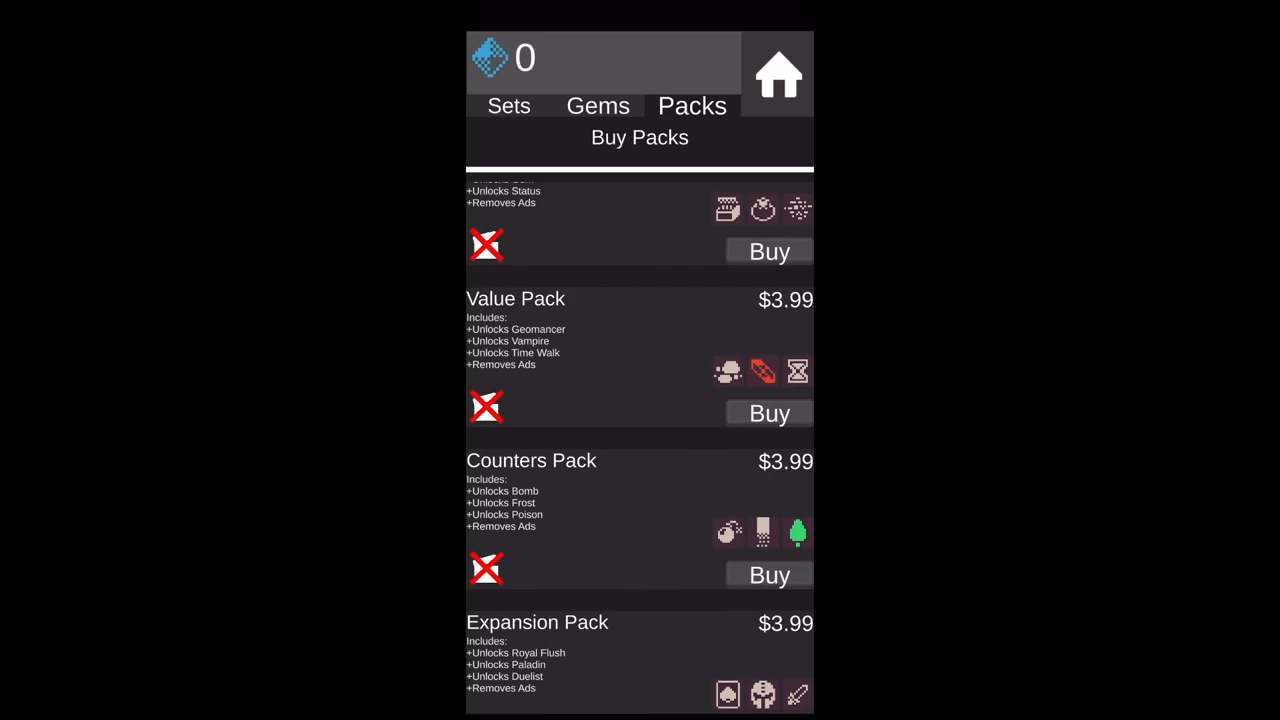 0
Sets Gems Packs
Buy Packs
+Unlocks Status
+Removes Ads
Buy
Value Pack $3.99
Includes:
+Unlocks Geomancer
+Unlocks Vampire
+Unlocks Time Walk
+Removes Ads
Buy
Counters Pack $3.99
Includes:
+Unlocks Bomb
+Unlocks Frost
+Unlocks Poison
+Removes Ads
Buy
Expansion Pack $3.99
Includes:
+Unlocks Royal Flush
+Unlocks Paladin
+Unlocks Duelist
+Removes Ads